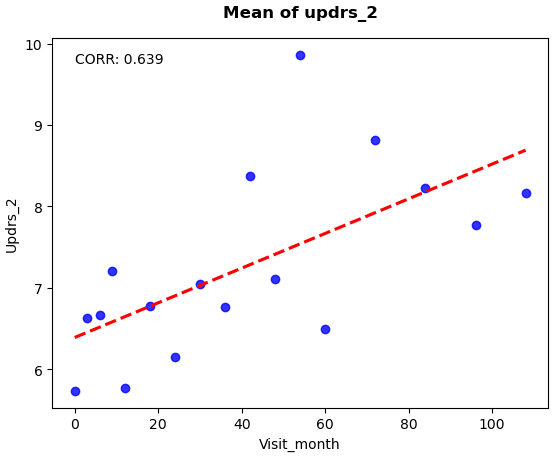 Mean of updrs_2
CORR: 0.639
10
9
8
7
6
Updrs_2
0 20 40 60 80 100
Visit_month